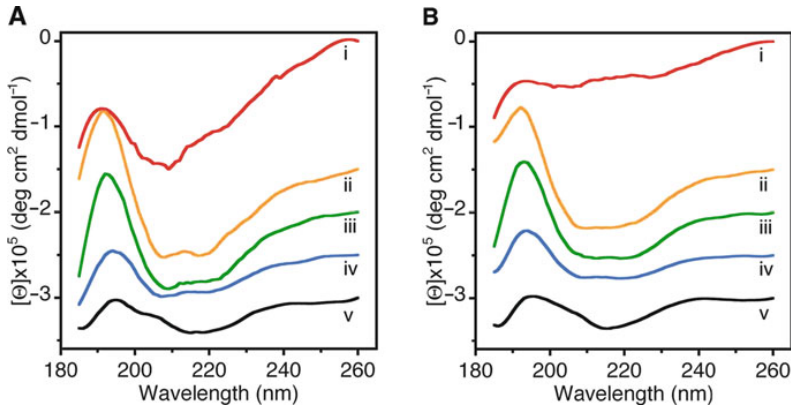 A
[Θ]x10⁵ (deg cm² dmol⁻¹)
0
−1
−2
−3
i
ii
iii
iv
v
180 200 220 240 260
Wavelength (nm)
B
[Θ]x10⁵ (deg cm² dmol⁻¹)
0
−1
−2
−3
i
ii
iii
iv
v
180 200 220 240 260
Wavelength (nm)